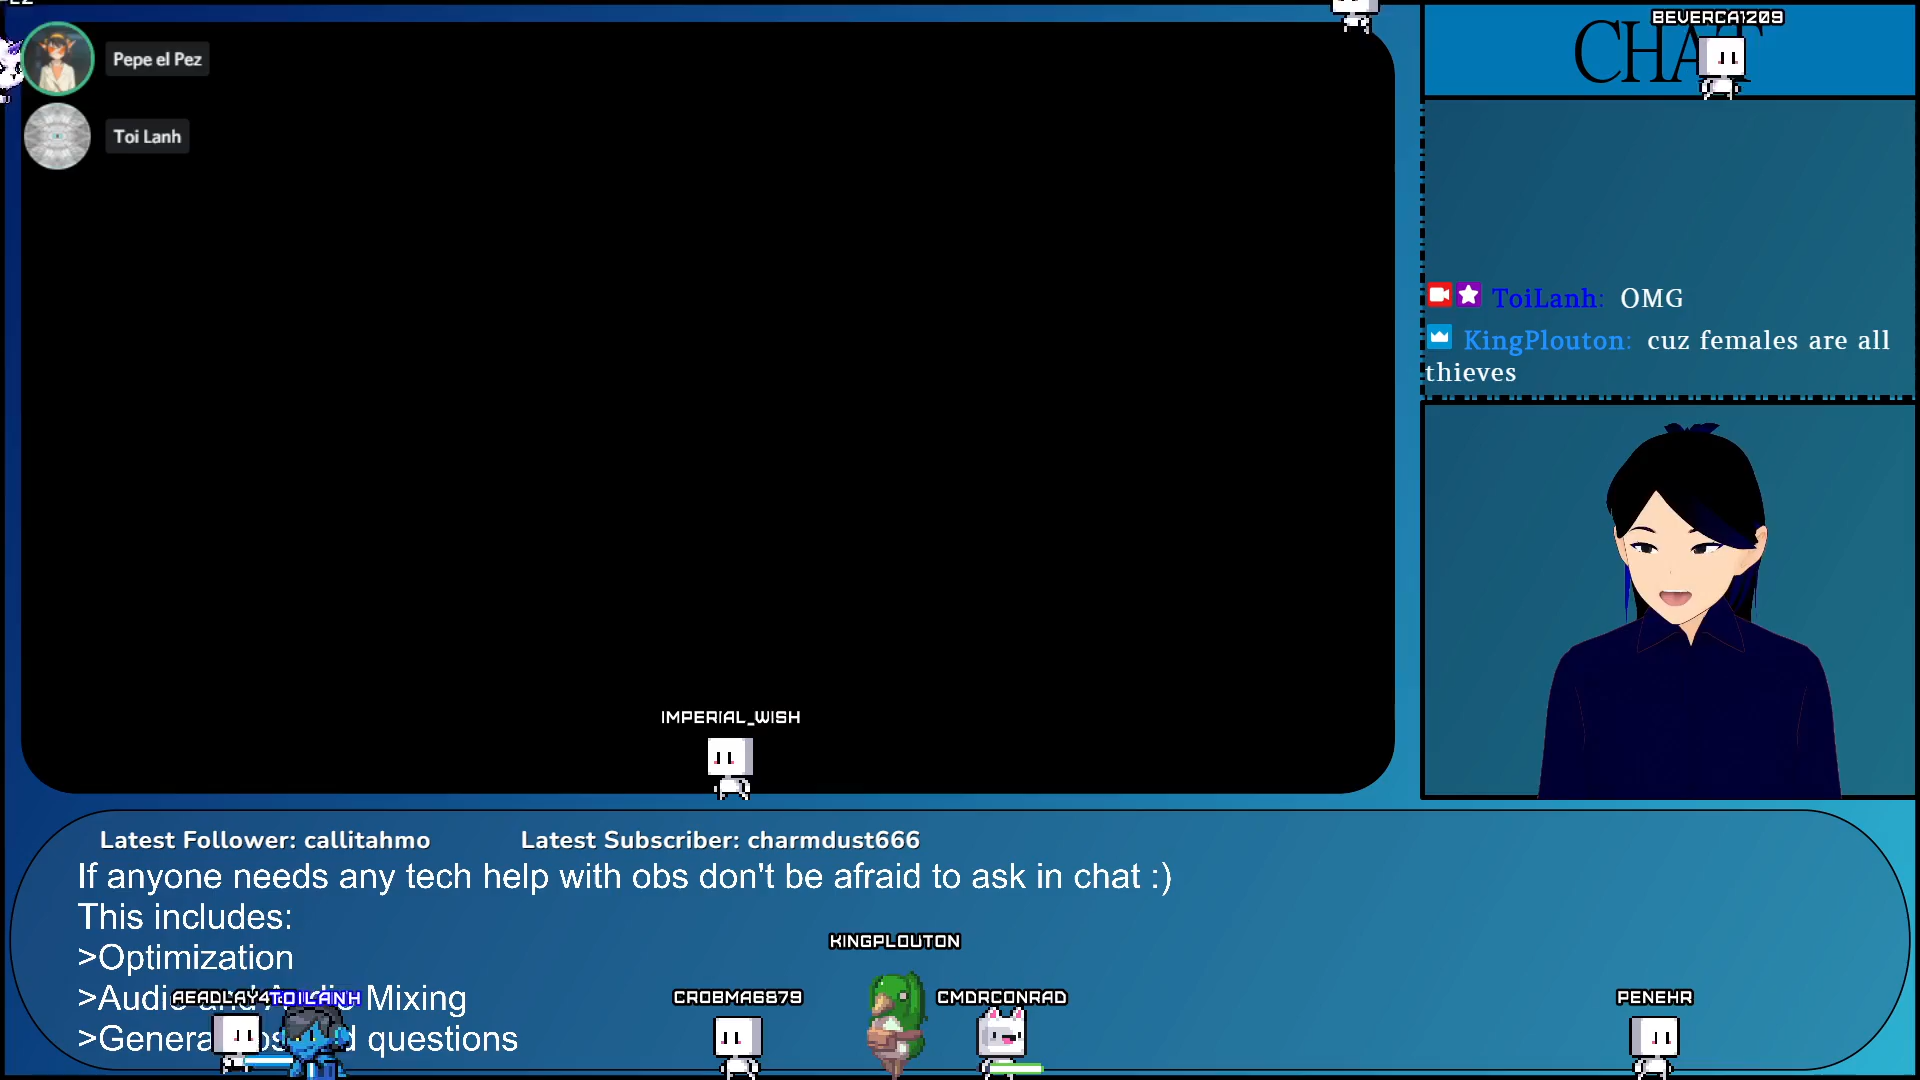 BEVERCA1209
CHAT
Pepe el Pez
Toi Lanh
ToiLanh: OMG
KingPlouton: cuz females are all
thieves
IMPERIAL_WISH
Latest Follower: callitahmo
Latest Subscriber: charmdust666
If anyone needs any tech help with obs don't be afraid to ask in chat :)
This includes:
>Optimization
KINGPLOUTON
Mixing
TOILANH
CROBMA6879
CMDRCONRAD
PENEHR
questions